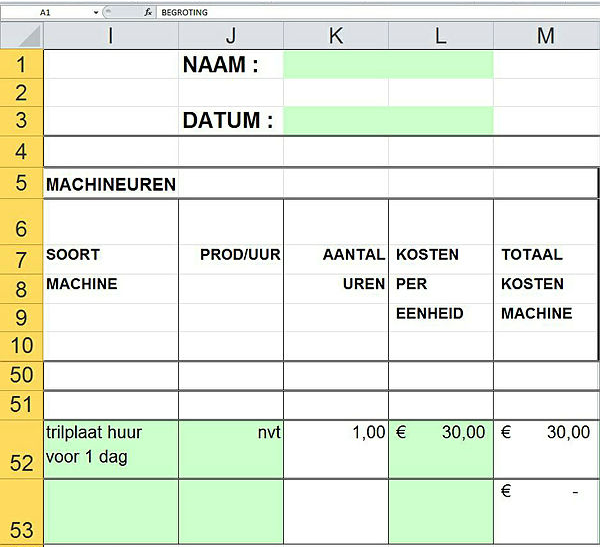 A1 fx BEGROTING
I J K L M
1 NAAM :
2
3 DATUM :
4
5 MACHINEUREN
6
7 SOORT PROD/UUR AANTAL KOSTEN TOTAAL
8 MACHINE UREN PER KOSTEN
9 EENHEID MACHINE
10
50
51
trilplaat huur nvt 1,00 € 30,00 € 30,00
52 voor 1 dag
€ -
53